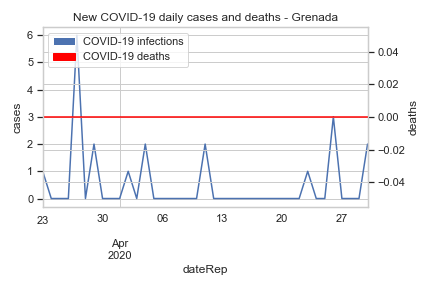 New COVID-19 daily cases and deaths - Grenada
COVID-19 infections
COVID-19 deaths
cases
6
5
4
3
2
1
0
0.04
0.02
0.00
−0.02
−0.04
deaths
23
30
06
13
20
27
Apr
2020
dateRep